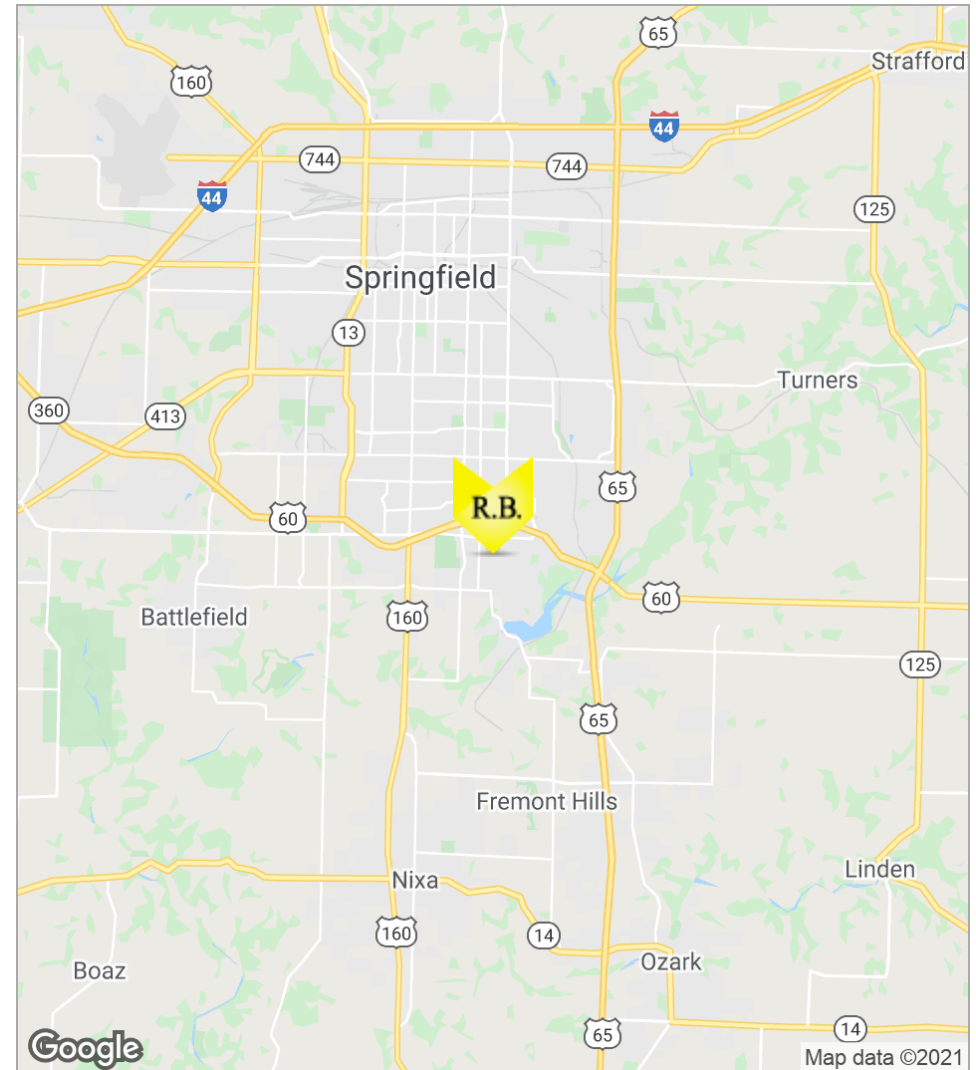 65
Strafford
160
44
744
744
44
125
Springfield
13
Turners
360
413
65
R.B.
60
60
Battlefield
160
125
65
Fremont Hills
Linden
Nixa
160
14
Ozark
Boaz
14
65
Google
Map data ©2021